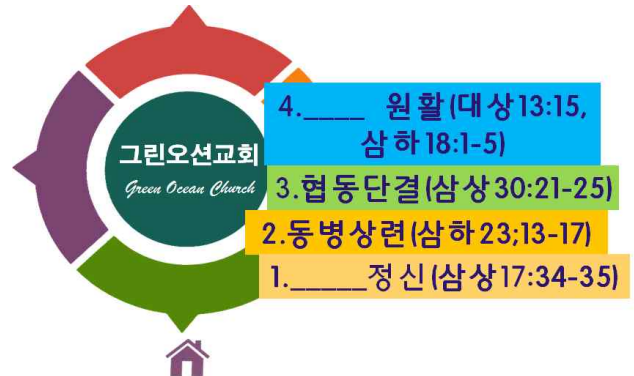 그린오션교회
Green Ocean Church
4.____ 원활(대상13:15,
삼하18:1-5)
3.협동단결(삼상30:21-25)
2.동병상련(삼하23;13-17)
1._____정신(삼상17:34-35)